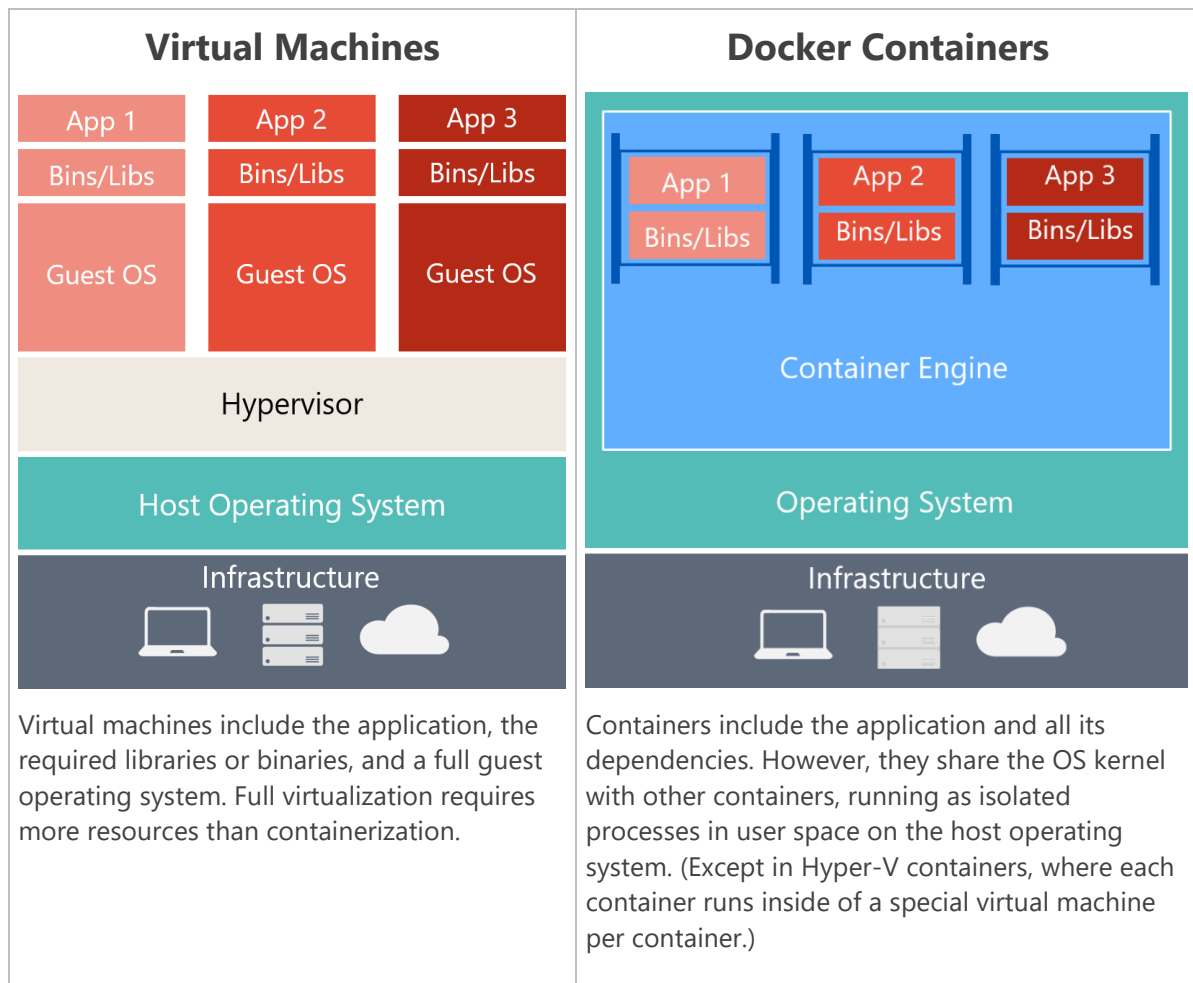 Virtual Machines
App 1
App 2
App 3
Bins/Libs
Bins/Libs
Bins/Libs
Guest OS
Guest OS
Guest OS
Hypervisor
Host Operating System
Infrastructure
Virtual machines include the application, the
required libraries or binaries, and a full guest
operating system. Full virtualization requires
more resources than containerization.
Docker Containers
App 1
App 2
App 3
Bins/Libs
Bins/Libs
Bins/Libs
Container Engine
Operating System
Infrastructure
Containers include the application and all its
dependencies. However, they share the OS kernel
with other containers, running as isolated
processes in user space on the host operating
system. (Except in Hyper-V containers, where each
container runs inside of a special virtual machine
per container.)